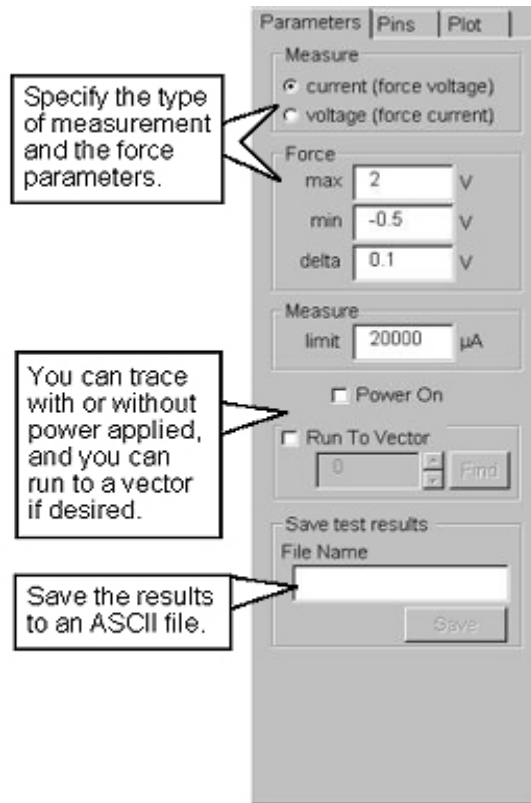 Parameters Pins Plot
Measure
current (force voltage)
voltage (force current)
Specify the type
of measurement
and the force
parameters.
Force
max 2 V
min -0.5 V
delta 0.1 V
Measure
limit 20000 µA
Power On
You can trace
with or without
power applied,
and you can
run to a vector
if desired.
Run To Vector
0 Find
Save test results
File Name
Save the results
to an ASCII file.
Save